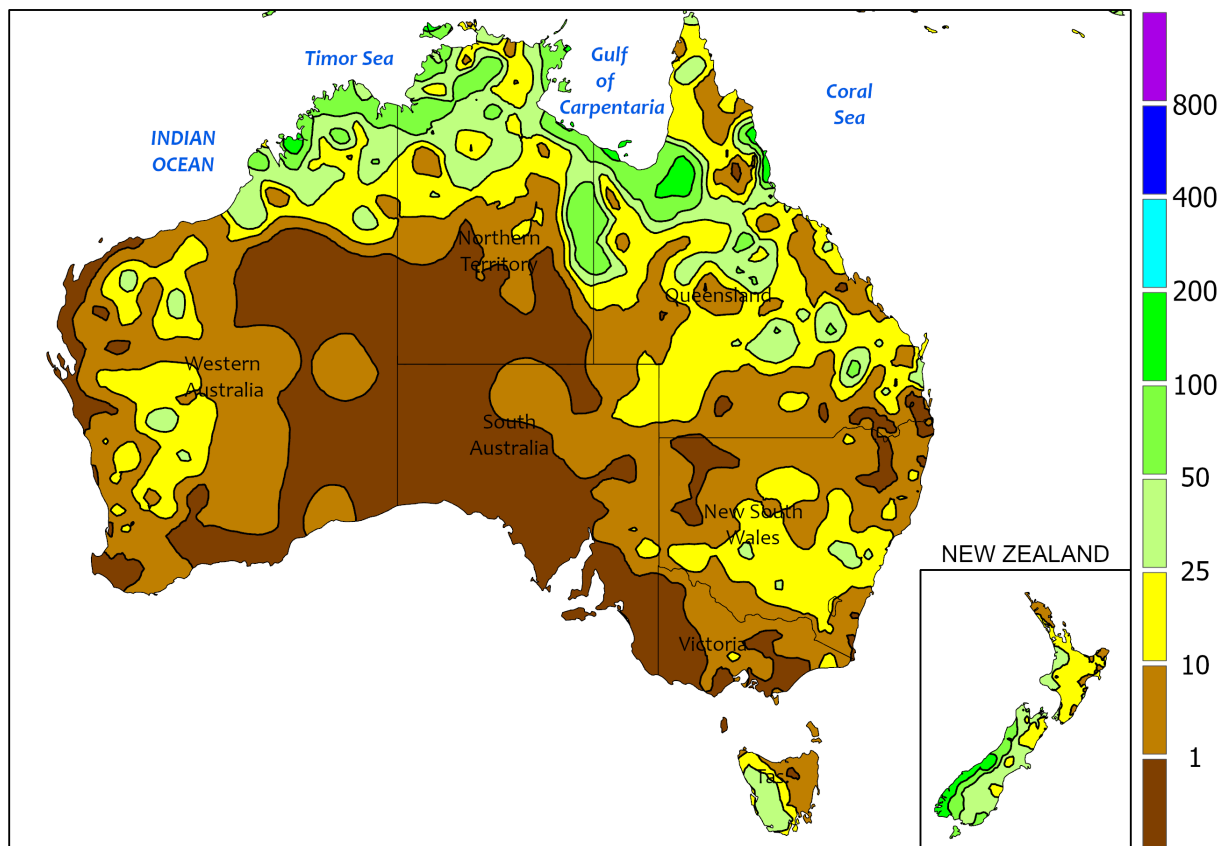 Timor Sea
Gulf
of
Carpentaria
Coral
Sea
INDIAN
OCEAN
800
400
200
100
50
25
10
1
Northern
Territory
Queensland
Western
Australia
South
Australia
New South
Wales
Victoria
Tas.
NEW ZEALAND